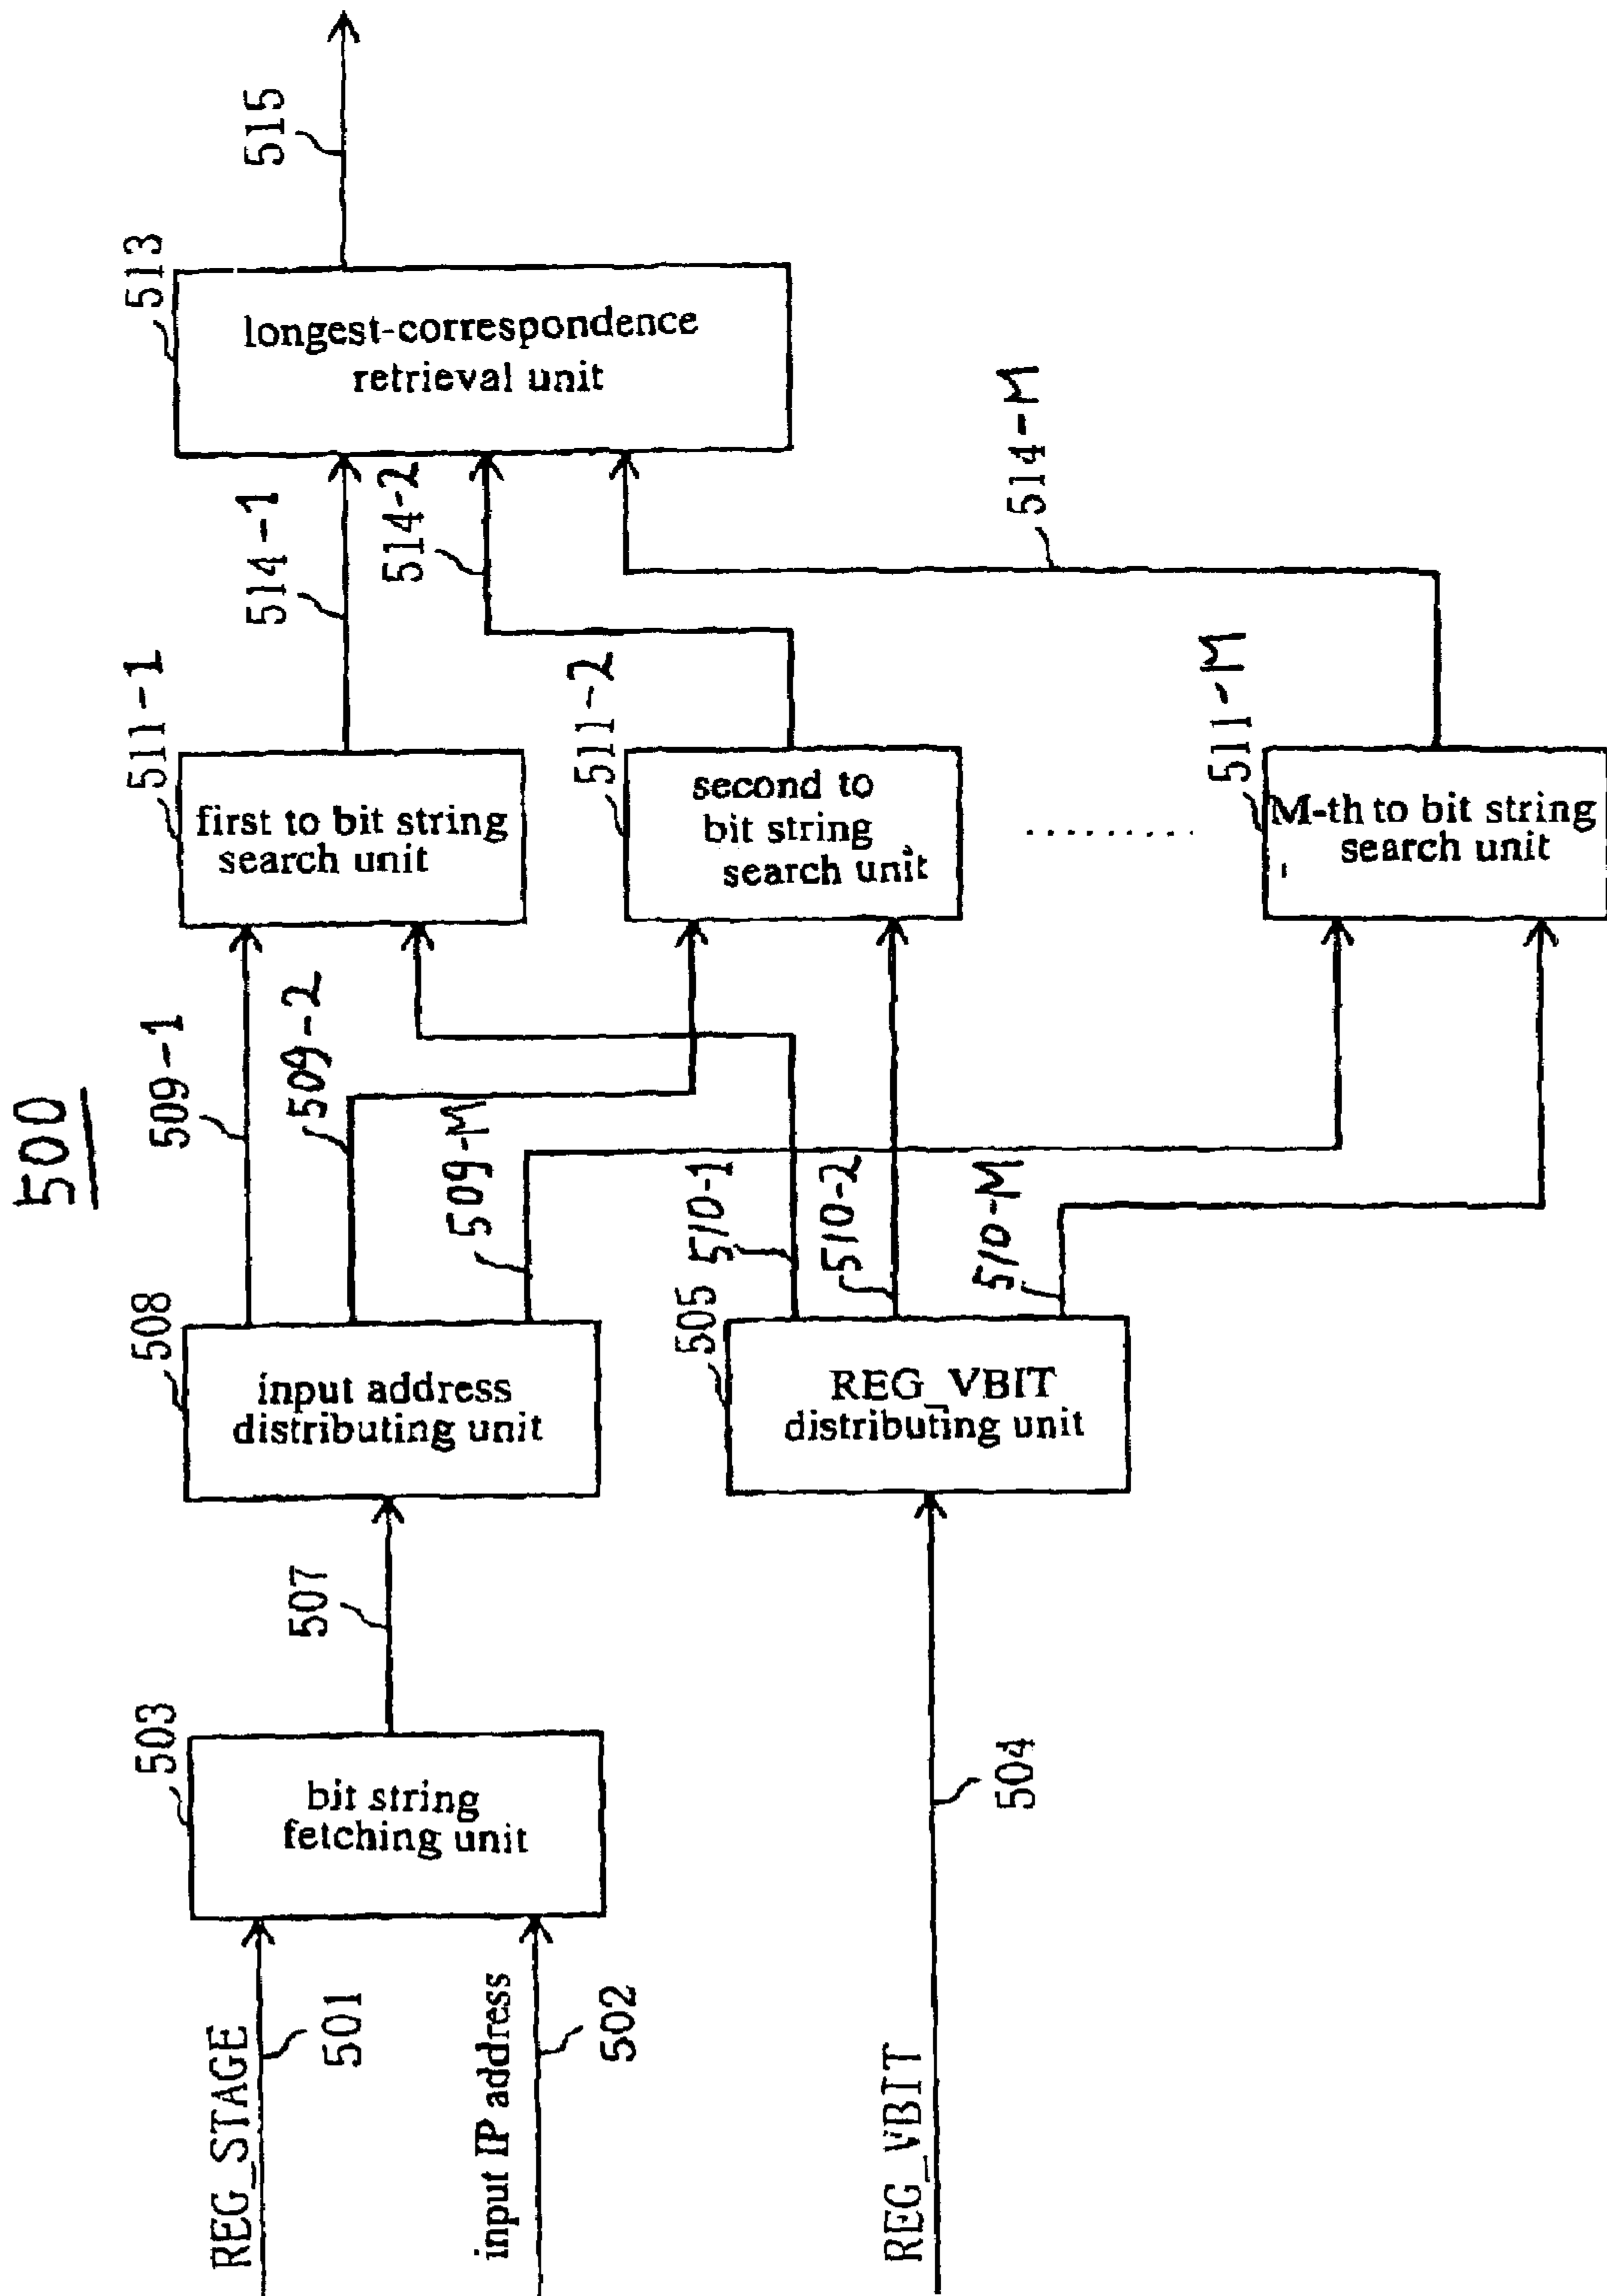 500
REG_STAGE
501
input IP address
502
REG_VBIT
504
503
bit string
fetching unit
507
508
input address
distributing unit
505
REG_VBIT
distributing unit
509-1
509-2
509-M
510-1
510-2
510-M
511-1
first to bit string
search unit
511-2
second to
bit string
search unit
.........
511-M
M-th to bit string
search unit
514-1
514-2
514-M
513
longest-correspondence
retrieval unit
515